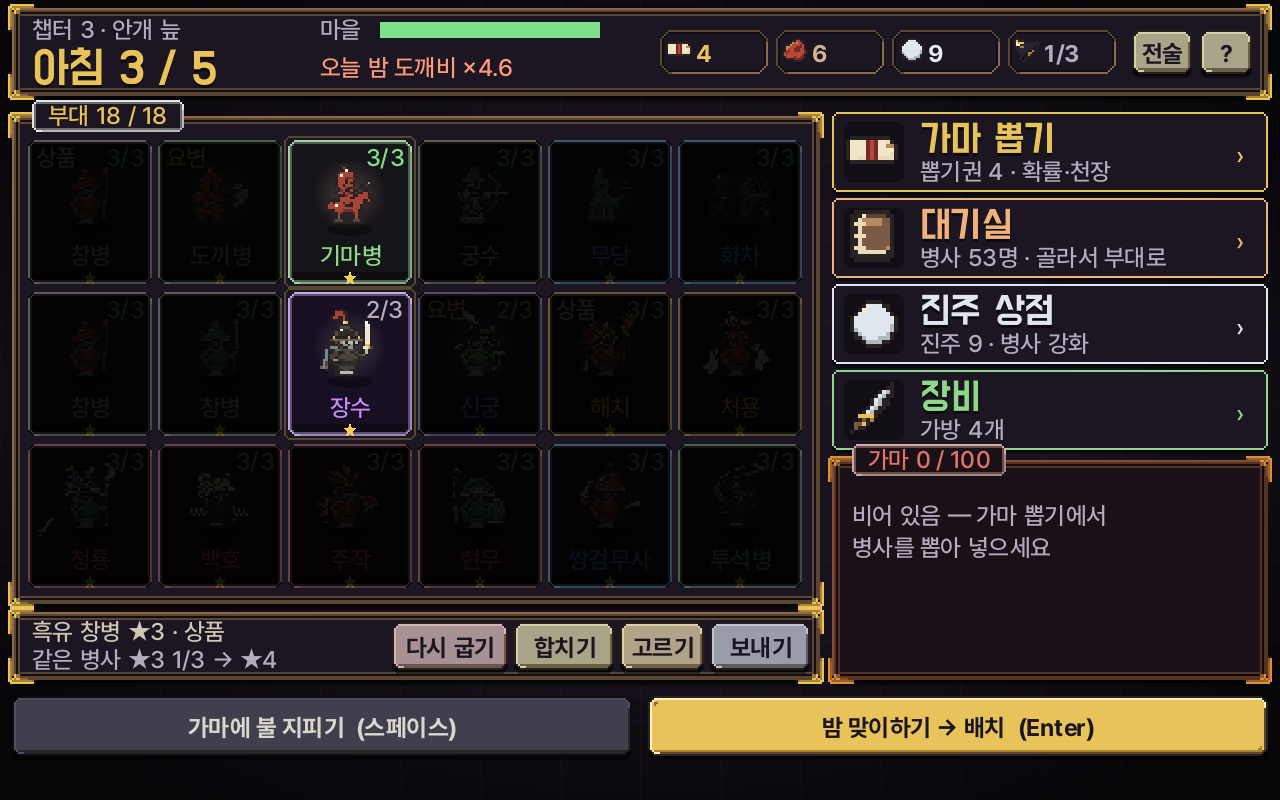 챕터 3 · 안개 늪
아침 3 / 5
마을
오늘 밤 도깨비 ×4.6
4
6
9
1/3
전술
?
부대 18 / 18
상품 3/3
요변 3/3
3/3
3/3
3/3
3/3
창병
도끼병
기마병
궁수
무당
화차
3/3
3/3
2/3
요변 2/3
상품 3/3
3/3
창병
창병
장수
신궁
해치
처용
3/3
3/3
3/3
3/3
3/3
3/3
청룡
백호
주작
현무
쌍검무사
투석병
흑유 창병 ★3 · 상품
같은 병사 ★3 1/3 → ★4
다시 굽기
합치기
고르기
보내기
가마 뽑기
뽑기권 4 · 확률·천장
›
대기실
병사 53명 · 골라서 부대로
›
진주 상점
진주 9 · 병사 강화
›
장비
가방 4개
›
가마 0 / 100
비어 있음 — 가마 뽑기에서
병사를 뽑아 넣으세요
가마에 불 지피기 (스페이스)
밤 맞이하기 → 배치 (Enter)